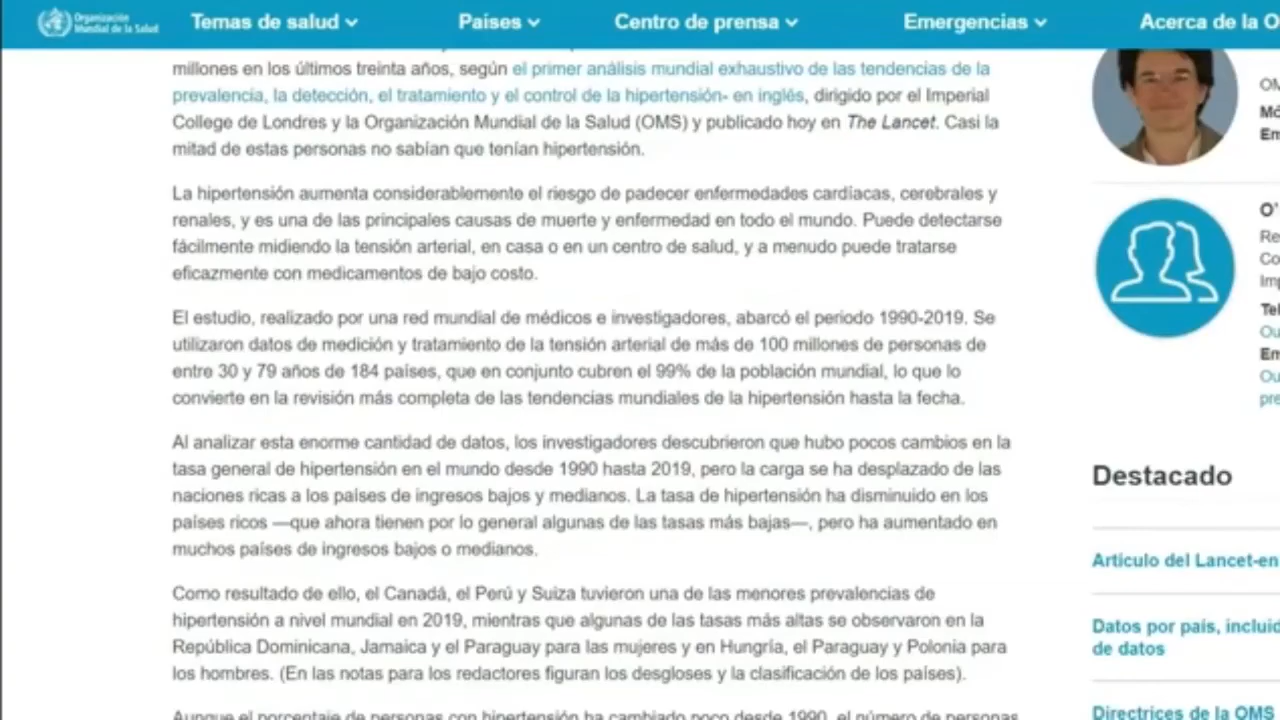 Organización
Mundial de la Salud
Temas de salud
Países
Centro de prensa
Emergencias
Acerca de la O
millones en los últimos treinta años, según el primer análisis mundial exhaustivo de las tendencias de la
prevalencia, la detección, el tratamiento y el control de la hipertensión- en inglés, dirigido por el Imperial
College de Londres y la Organización Mundial de la Salud (OMS) y publicado hoy en The Lancet. Casi la
mitad de estas personas no sabían que tenían hipertensión.
La hipertensión aumenta considerablemente el riesgo de padecer enfermedades cardíacas, cerebrales y
renales, y es una de las principales causas de muerte y enfermedad en todo el mundo. Puede detectarse
fácilmente midiendo la tensión arterial, en casa o en un centro de salud, y a menudo puede tratarse
eficazmente con medicamentos de bajo costo.
El estudio, realizado por una red mundial de médicos e investigadores, abarcó el periodo 1990-2019. Se
utilizaron datos de medición y tratamiento de la tensión arterial de más de 100 millones de personas de
entre 30 y 79 años de 184 países, que en conjunto cubren el 99% de la población mundial, lo que lo
convierte en la revisión más completa de las tendencias mundiales de la hipertensión hasta la fecha.
Al analizar esta enorme cantidad de datos, los investigadores descubrieron que hubo pocos cambios en la
tasa general de hipertensión en el mundo desde 1990 hasta 2019, pero la carga se ha desplazado de las
naciones ricas a los países de ingresos bajos y medianos. La tasa de hipertensión ha disminuido en los
países ricos —que ahora tienen por lo general algunas de las tasas más bajas—, pero ha aumentado en
muchos países de ingresos bajos o medianos.
Como resultado de ello, el Canadá, el Perú y Suiza tuvieron una de las menores prevalencias de
hipertensión a nivel mundial en 2019, mientras que algunas de las tasas más altas se observaron en la
República Dominicana, Jamaica y el Paraguay para las mujeres y en Hungría, el Paraguay y Polonia para
los hombres. (En las notas para los redactores figuran los desgloses y la clasificación de los países).
Aunque el porcentaje de personas con hipertensión ha cambiado poco desde 1990, el número de personas
OM
Mó
Em
O'
Re
Co
Imp
Tel
Ou
Em
Ou
pre
Destacado
Artículo del Lancet-en
Datos por país, incluid
de datos
Directrices de la OMS